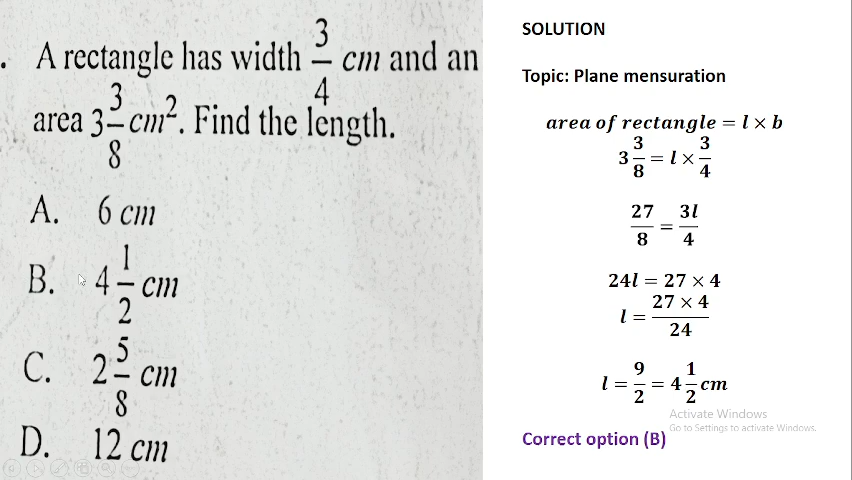 . A rectangle has width 3/4 cm and an
area 3 3/8 cm². Find the length.
A. 6 cm
B. 4 1/2 cm
C. 2 5/8 cm
D. 12 cm
SOLUTION
Topic: Plane mensuration
area of rectangle = l × b
3 3/8 = l × 3/4
27/8 = 3l/4
24l = 27 × 4
l = 27 × 4/24
l = 9/2 = 4 1/2 cm
Activate Windows
Go to Settings to activate Windows.
Correct option (B)